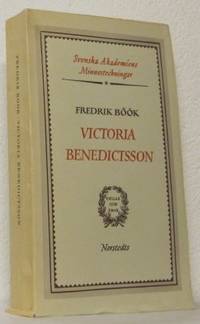 Svenska Akademiens
Minnesteckningar
FREDRIK BÖÖK
VICTORIA
BENEDICTSSON
Norstedts
FREDRIK BÖÖK · VICTORIA BENEDICTSSON